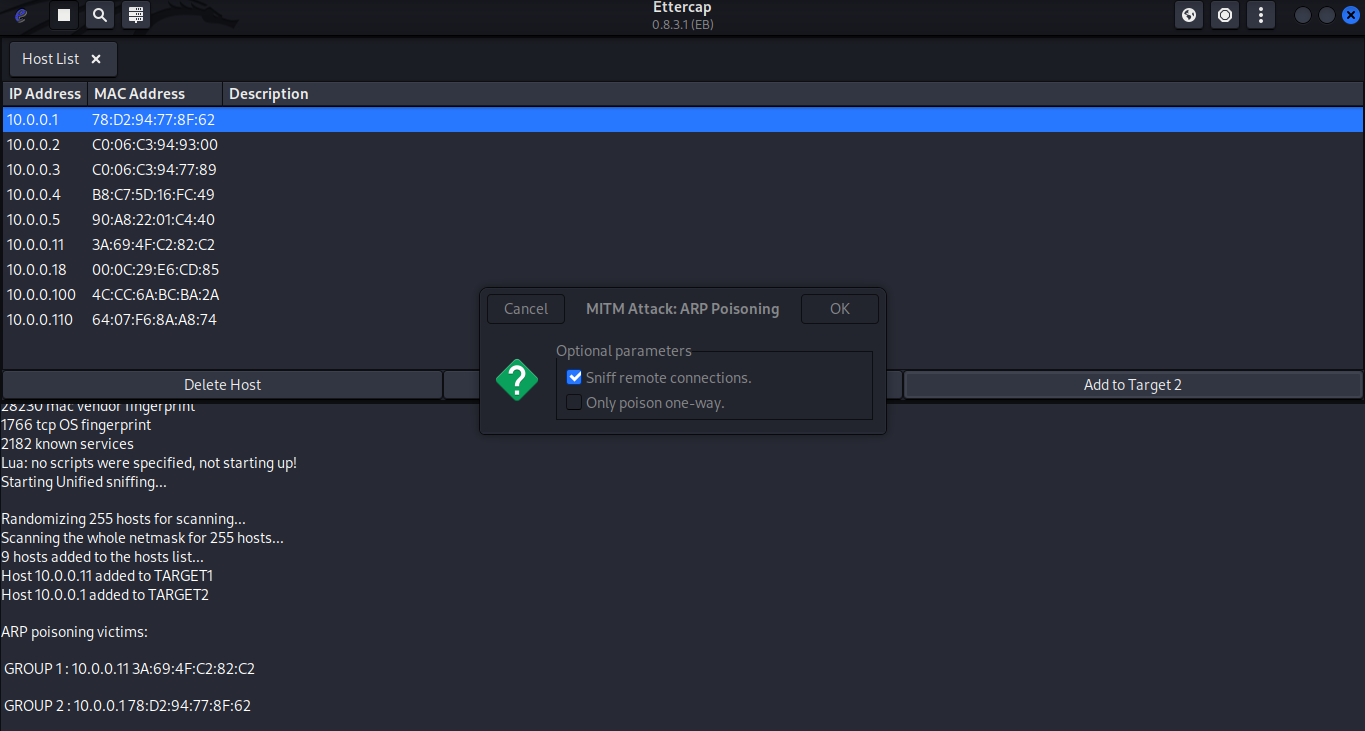 Ettercap
0.8.3.1 (EB)
Host List
IP Address MAC Address Description
10.0.0.1 78:D2:94:77:8F:62
10.0.0.2 C0:06:C3:94:93:00
10.0.0.3 C0:06:C3:94:77:89
10.0.0.4 B8:C7:5D:16:FC:49
10.0.0.5 90:A8:22:01:C4:40
10.0.0.11 3A:69:4F:C2:82:C2
10.0.0.18 00:0C:29:E6:CD:85
10.0.0.100 4C:CC:6A:BC:BA:2A
10.0.0.110 64:07:F6:8A:A8:74
Cancel MITM Attack: ARP Poisoning OK
Optional parameters
Sniff remote connections.
Only poison one-way.
Delete Host Add to Target 2
28230 mac vendor fingerprint
1766 tcp OS fingerprint
2182 known services
Lua: no scripts were specified, not starting up!
Starting Unified sniffing...
Randomizing 255 hosts for scanning...
Scanning the whole netmask for 255 hosts...
9 hosts added to the hosts list...
Host 10.0.0.11 added to TARGET1
Host 10.0.0.1 added to TARGET2
ARP poisoning victims:
GROUP 1 : 10.0.0.11 3A:69:4F:C2:82:C2
GROUP 2 : 10.0.0.1 78:D2:94:77:8F:62